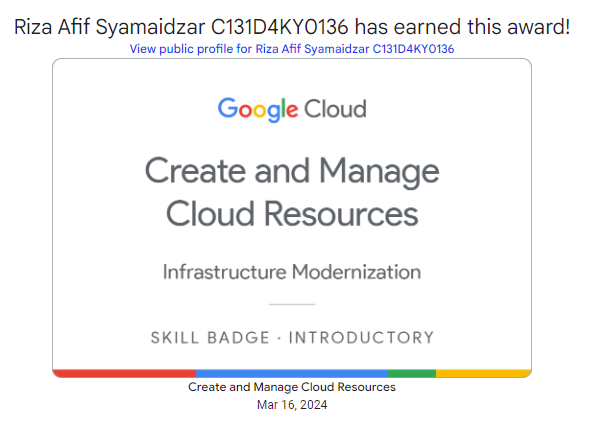 Riza Afif Syamaidzar C131D4KY0136 has earned this award!
View public profile for Riza Afif Syamaidzar C131D4KY0136
Google Cloud
Create and Manage
Cloud Resources
Infrastructure Modernization
SKILL BADGE · INTRODUCTORY
Create and Manage Cloud Resources
Mar 16, 2024